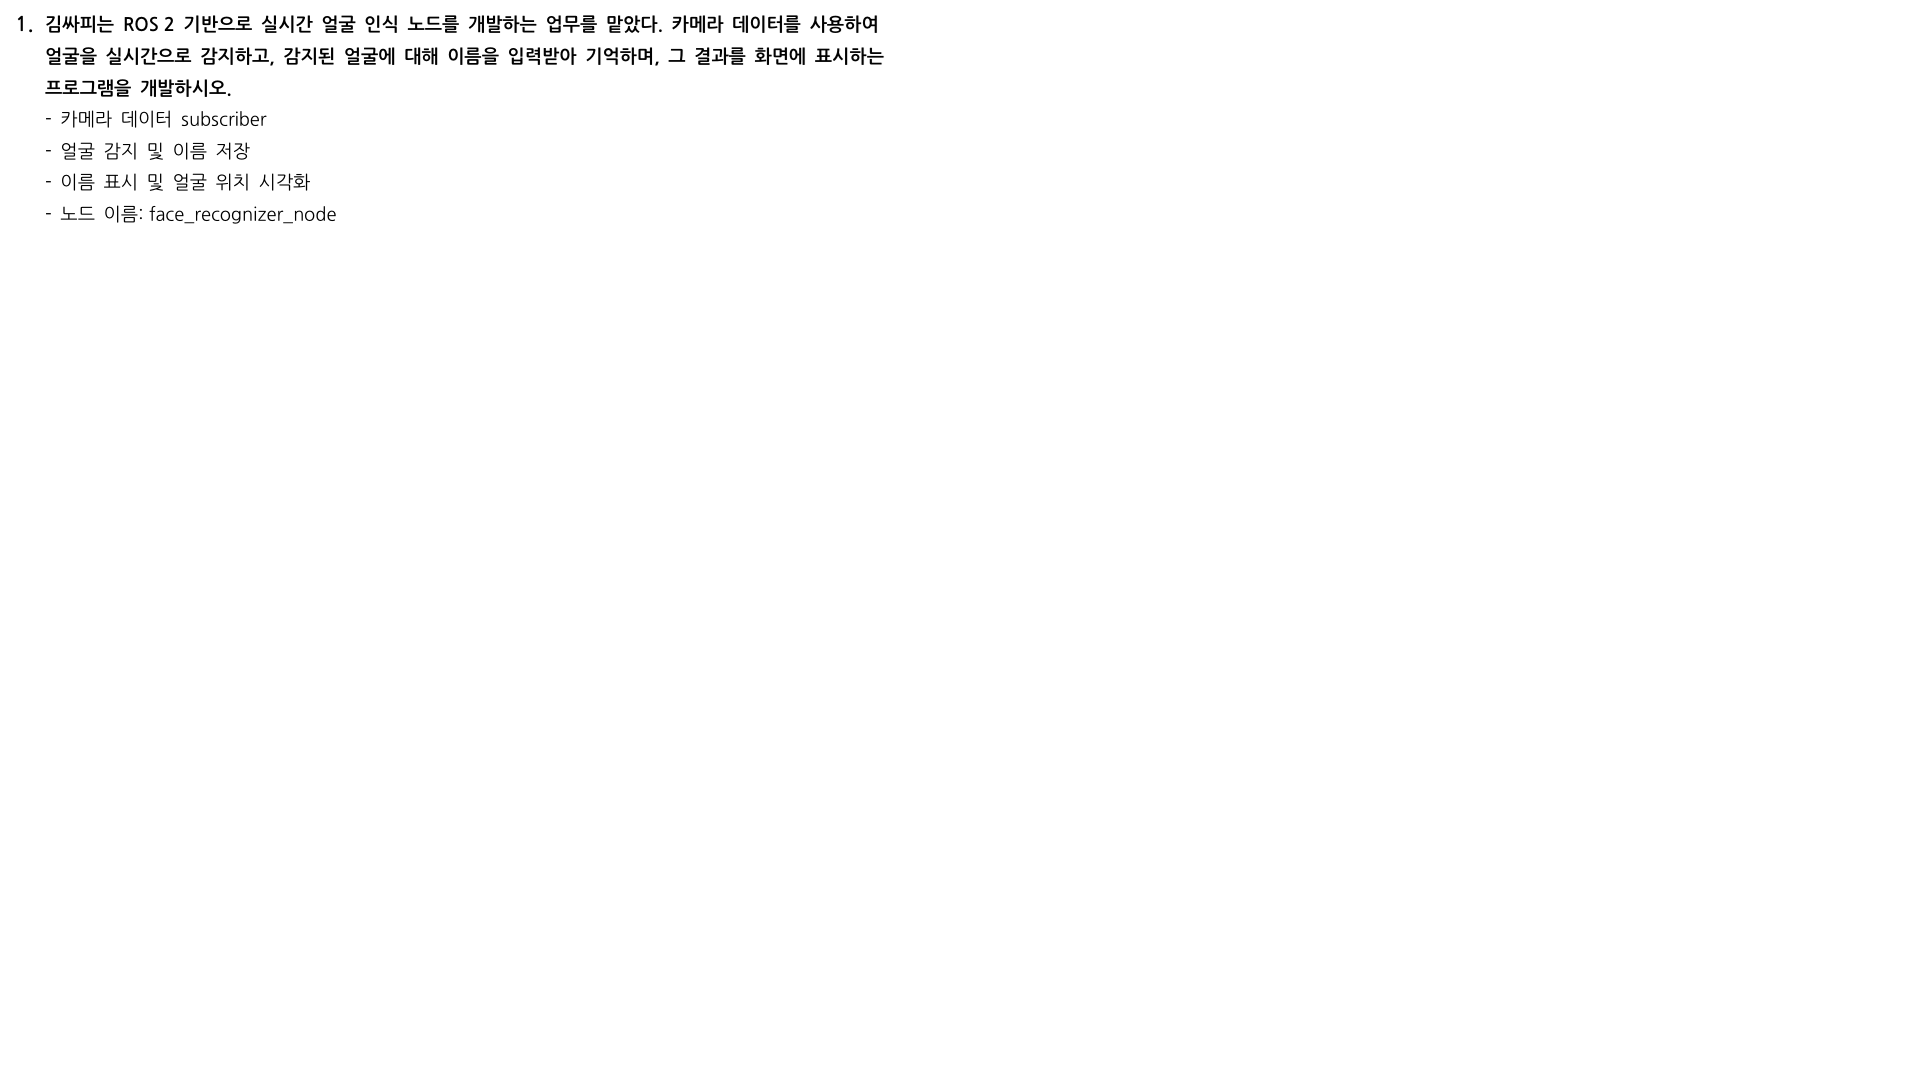 1. 김싸피는 ROS 2 기반으로 실시간 얼굴 인식 노드를 개발하는 업무를 맡았다. 카메라 데이터를 사용하여
얼굴을 실시간으로 감지하고, 감지된 얼굴에 대해 이름을 입력받아 기억하며, 그 결과를 화면에 표시하는
프로그램을 개발하시오.
- 카메라 데이터 subscriber
- 얼굴 감지 및 이름 저장
- 이름 표시 및 얼굴 위치 시각화
- 노드 이름: face_recognizer_node